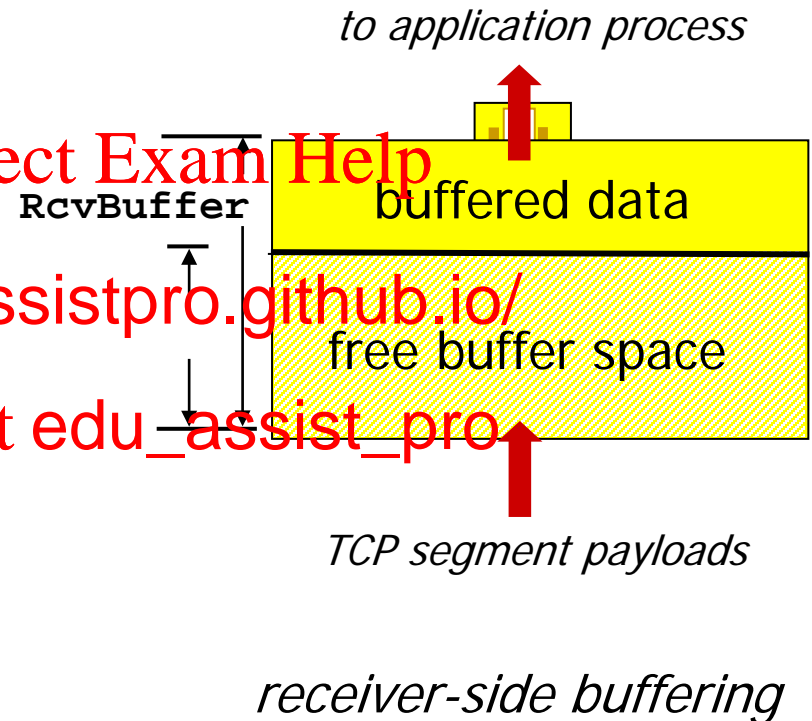 to application process
ect Exam Help
RcvBuffer
buffered data
ssistpro.github.io/
free buffer space
t edu_assist_pro
TCP segment payloads
receiver-side buffering